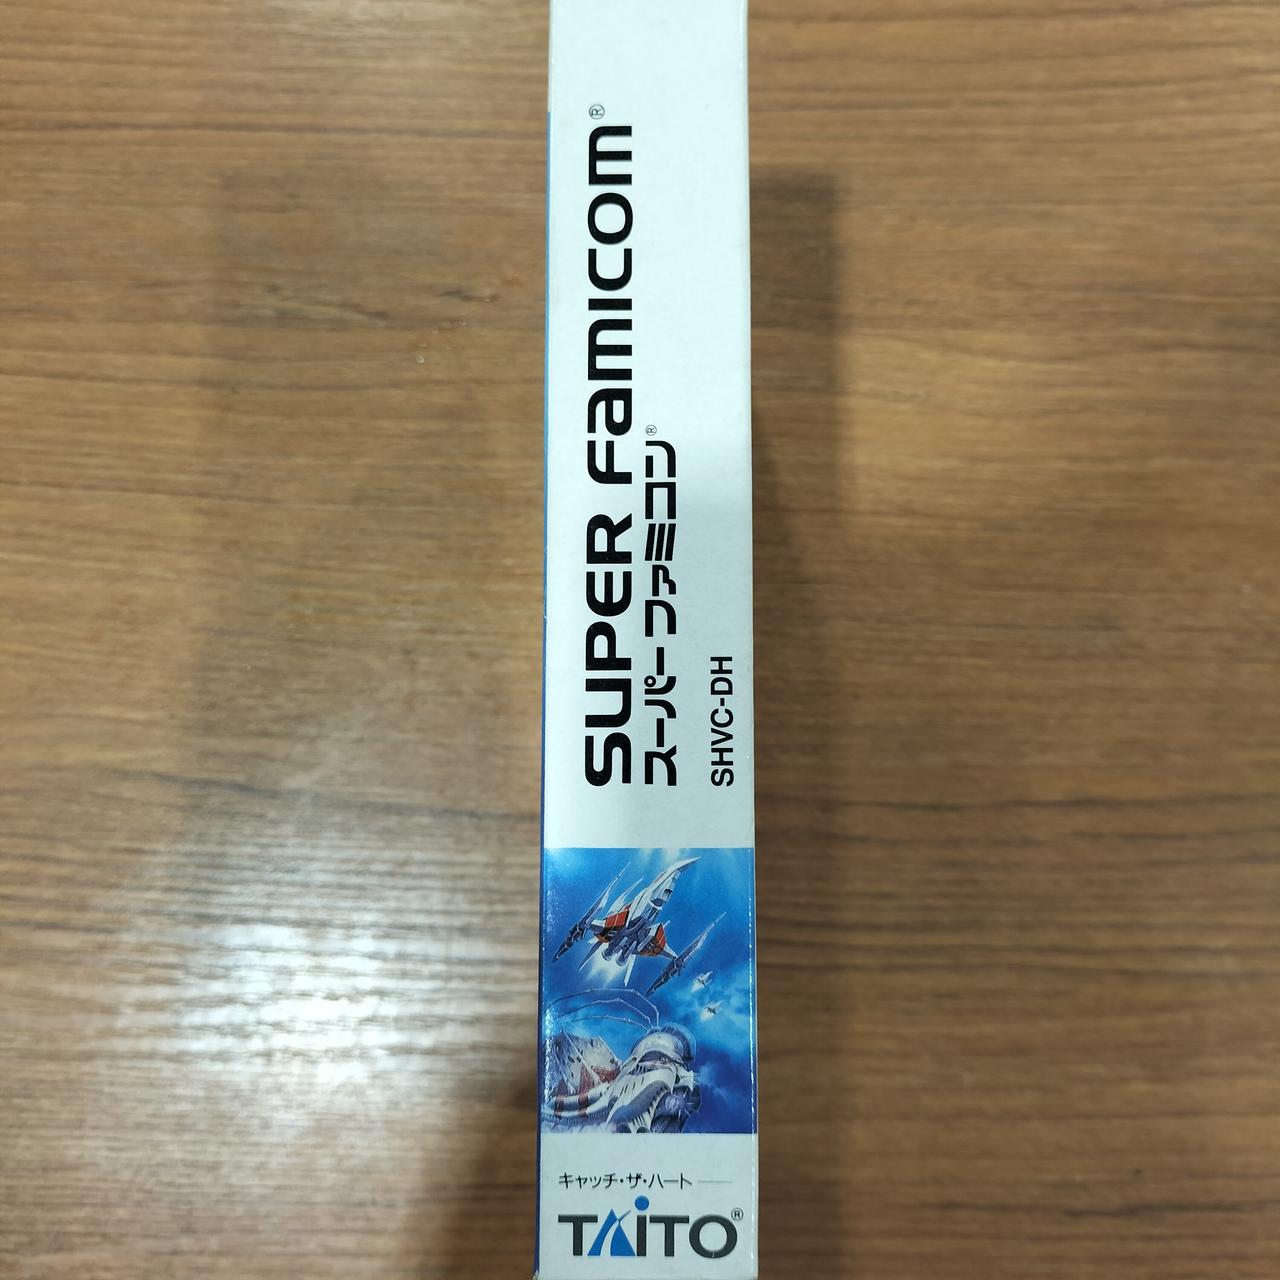 SUPER Famicom®
スーパーファミコン®
SHVC-DH
キャッチ・ザ・ハート
TAITO®